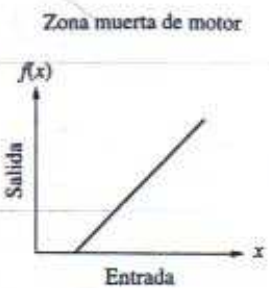 Zona muerta de motor
f(x)
Salida
x
Entrada